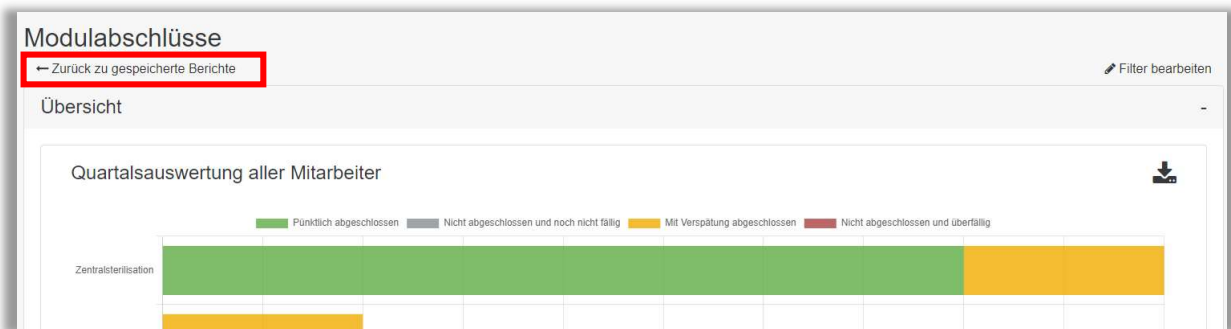 Modulabschlüsse
← Zurück zu gespeicherte Berichte
Filter bearbeiten
Übersicht
-
Quartalsauswertung aller Mitarbeiter
Pünktlich abgeschlossen Nicht abgeschlossen und noch nicht fällig Mit Verspätung abgeschlossen Nicht abgeschlossen und überfällig
Zentralsterilisation